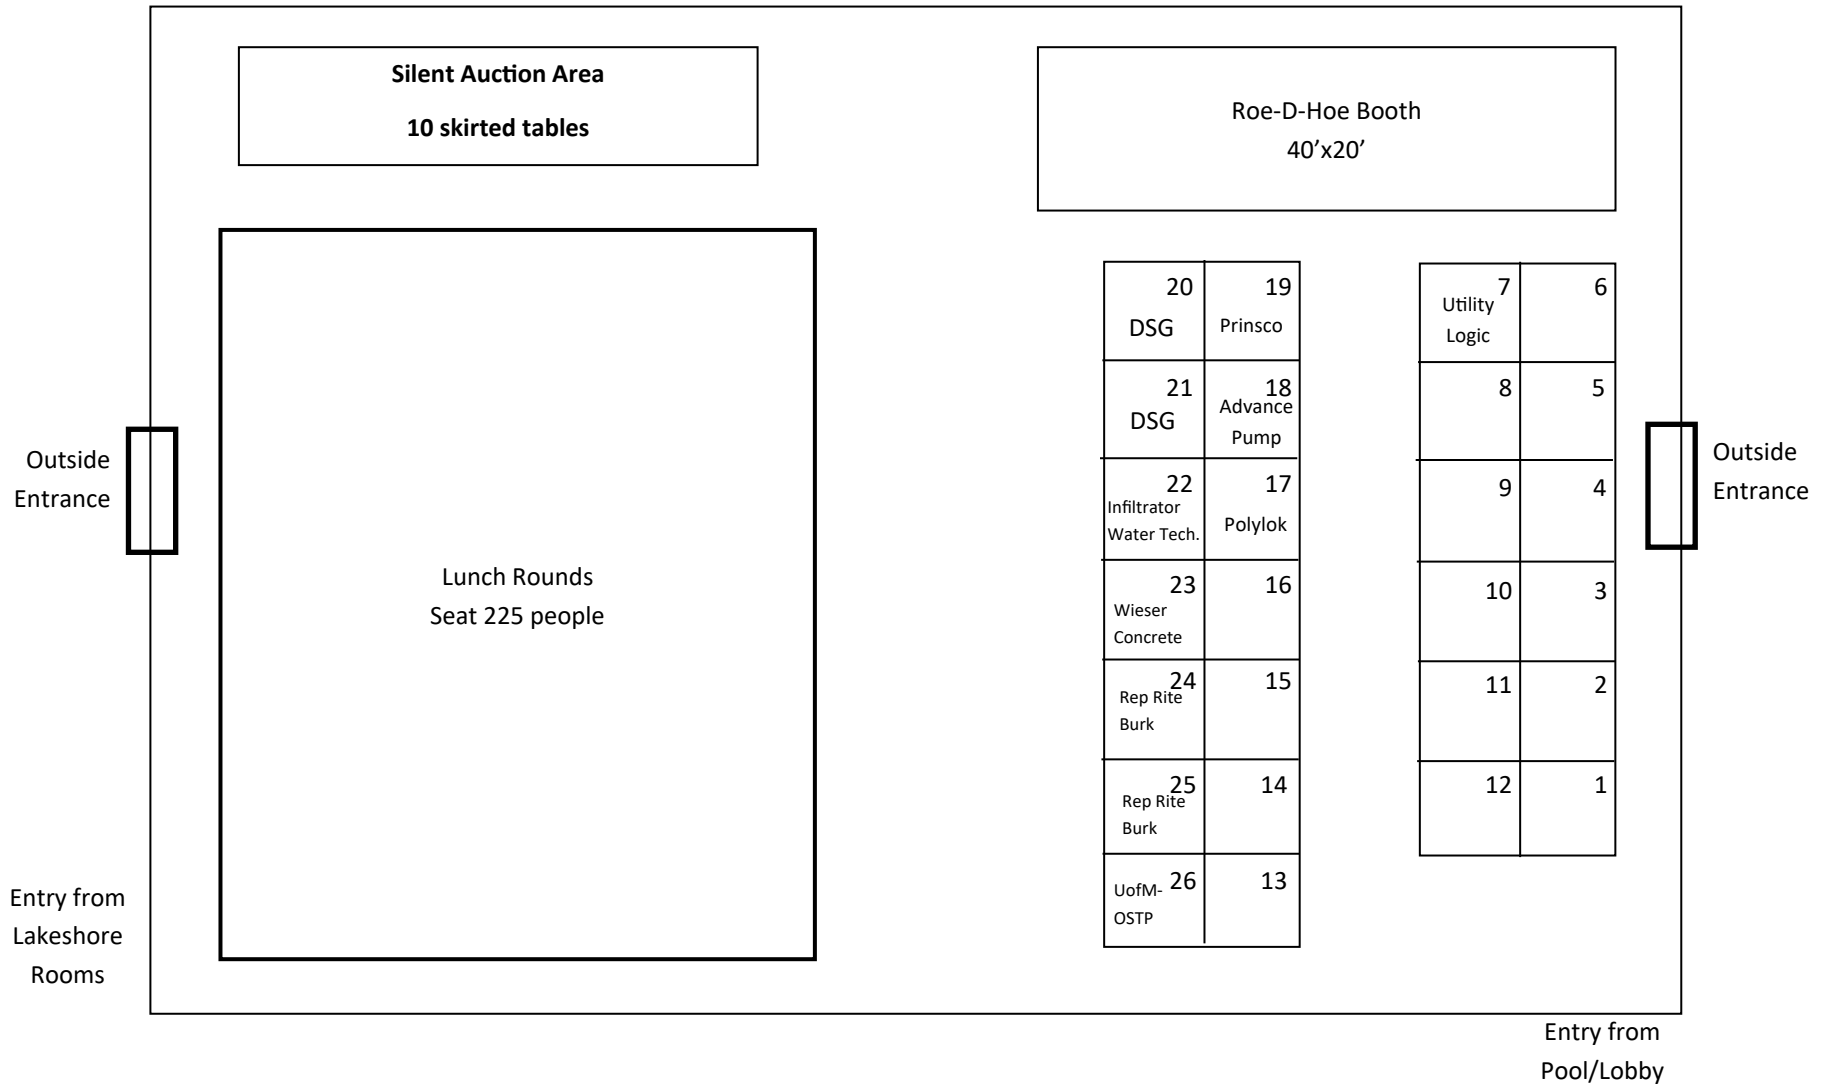 Silent Auction Area
10 skirted tables
Roe-D-Hoe Booth
40’x20’
20
DSG
19
Prinsco
7
Utility
Logic
6
21
DSG
18
Advance
Pump
8
5
Outside
Entrance
Outside
Entrance
22
Infiltrator
Water Tech.
17
Polylok
9
4
Lunch Rounds
Seat 225 people
23
Wieser
Concrete
16
10
3
24
Rep Rite
Burk
15
11
2
25
Rep Rite
Burk
14
12
1
UofM- 26
OSTP
13
Entry from
Lakeshore
Rooms
Entry from
Pool/Lobby